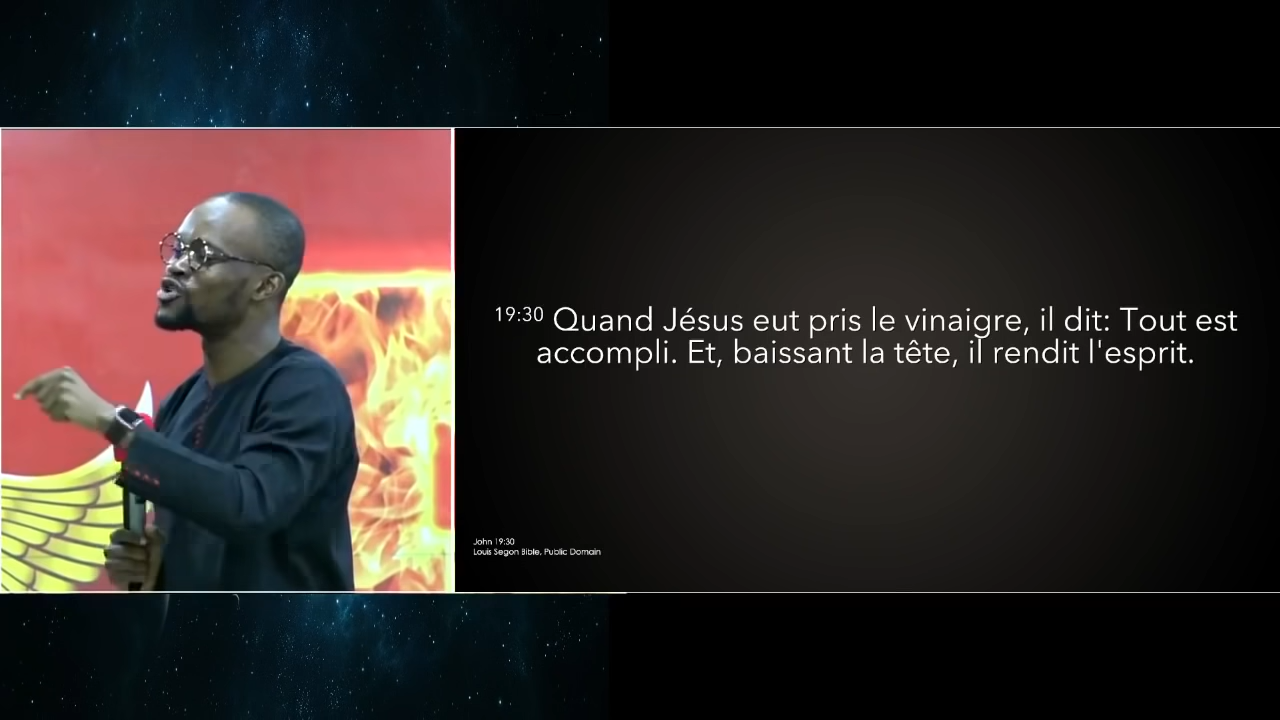 19:30 Quand Jésus eut pris le vinaigre, il dit: Tout est
accompli. Et, baissant la tête, il rendit l'esprit.
John 19:30
Louis Segon Bible, Public Domain